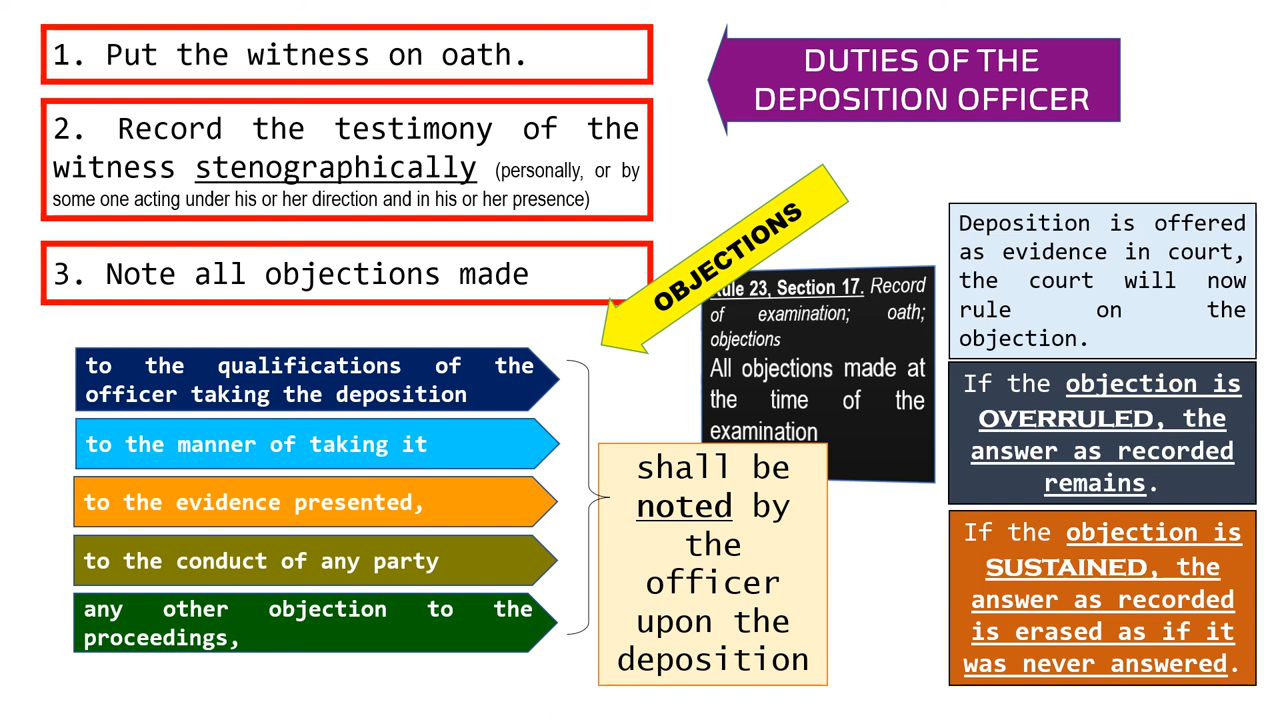 1. Put the witness on oath.
2. Record the testimony of the
witness stenographically (personally, or by
some one acting under his or her direction and in his or her presence)
3. Note all objections made
DUTIES OF THE
DEPOSITION OFFICER
OBJECTIONS
to the qualifications of the
officer taking the deposition
to the manner of taking it
to the evidence presented,
to the conduct of any party
any other objection to the
proceedings,
Rule 23, Section 17. Record
of examination; oath;
objections
All objections made at
the time of the
examination
shall be
noted by
the
officer
upon the
deposition
Deposition is offered
as evidence in court,
the court will now
rule on the
objection.
If the objection is
OVERRULED, the
answer as recorded
remains.
If the objection is
SUSTAINED, the
answer as recorded
is erased as if it
was never answered.